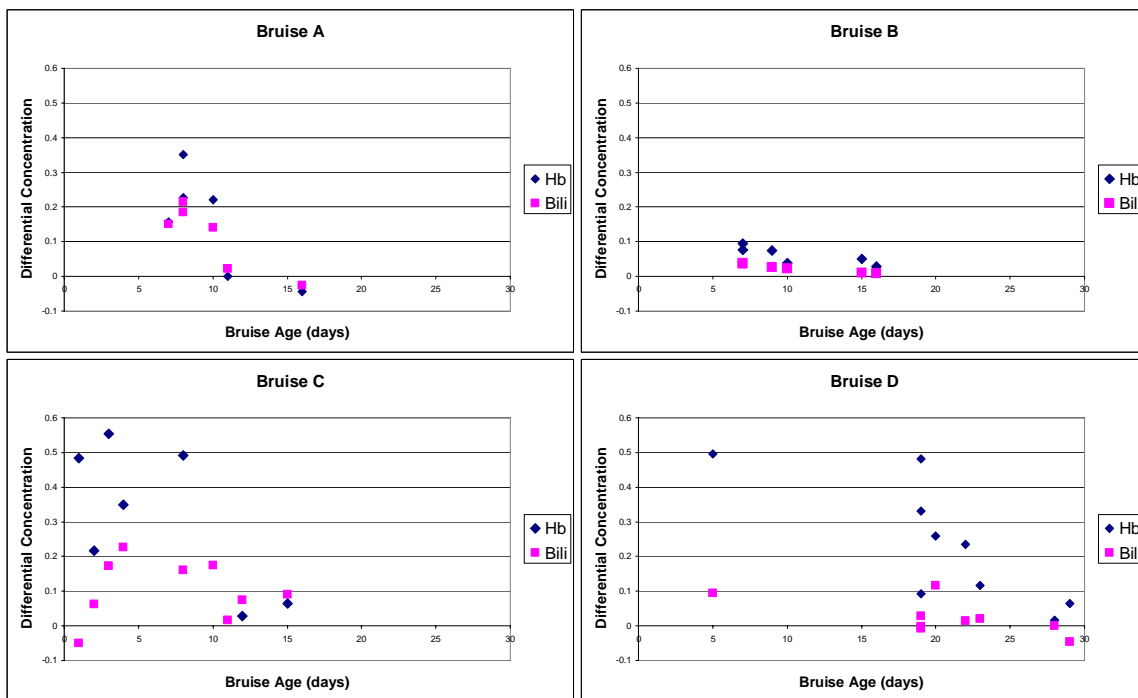 Bruise A
0.6
0.5
0.4
0.3
0.2
0.1
0
-0.1
0 5 10 15 20 25 30
Differential Concentration
Bruise Age (days)
Hb
Bili
Bruise B
0.6
0.5
0.4
0.3
0.2
0.1
0
-0.1
0 5 10 15 20 25 30
Differential Concentration
Bruise Age (days)
Hb
Bili
Bruise C
0.6
0.5
0.4
0.3
0.2
0.1
0
-0.1
0 5 10 15 20 25 30
Differential Concentration
Bruise Age (days)
Hb
Bili
Bruise D
0.6
0.5
0.4
0.3
0.2
0.1
0
-0.1
0 5 10 15 20 25 30
Differential Concentration
Bruise Age (days)
Hb
Bili